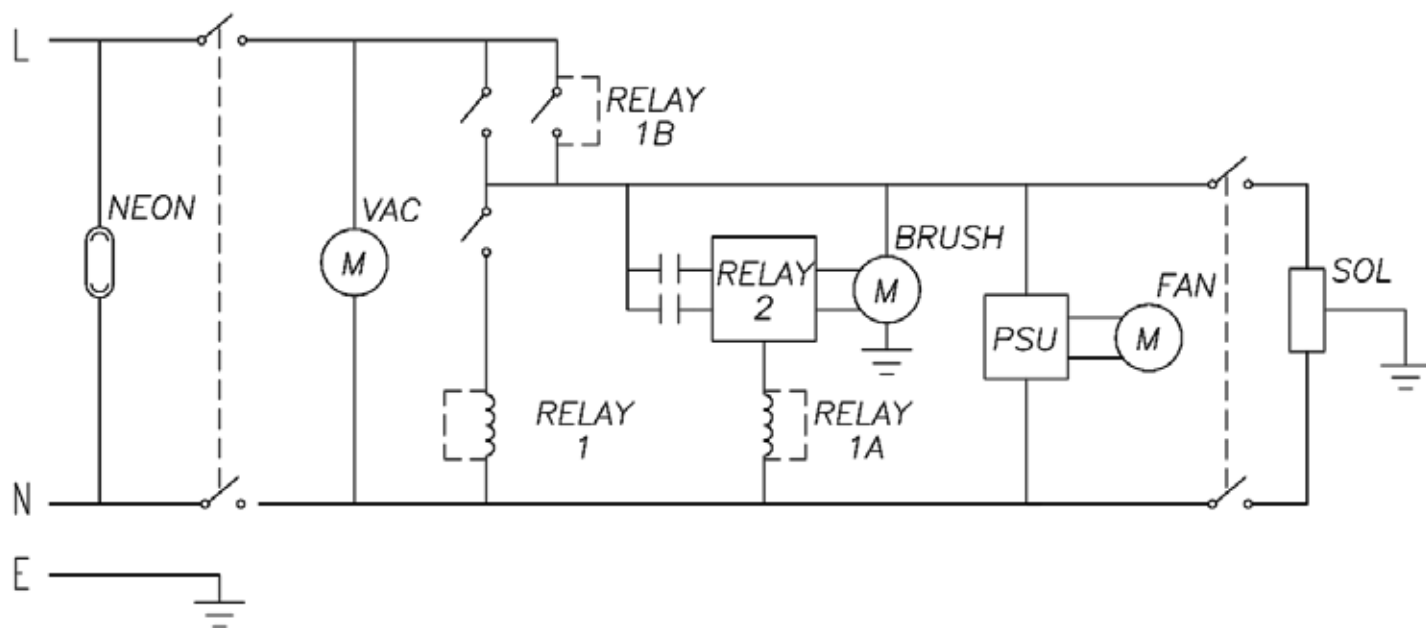 L
RELAY
1B
NEON
VAC
M
BRUSH
RELAY
2
M
FAN
SOL
PSU
M
RELAY
1
RELAY
1A
N
E